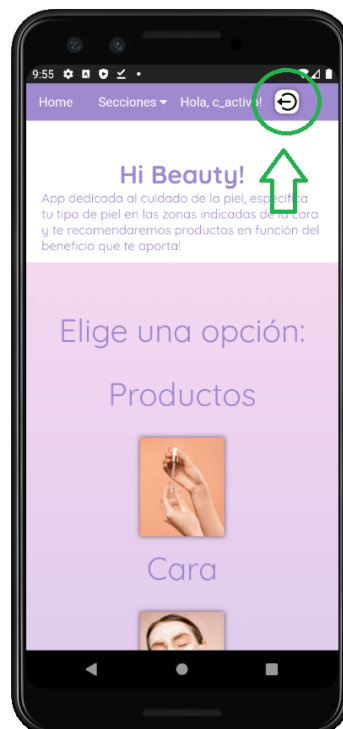 9:55
Home Secciones Hola, c_activo!
Hi Beauty!
App dedicada al cuidado de la piel, especifica
tu tipo de piel en las zonas indicadas de la cara
y te recomendaremos productos en función del
beneficio que te aporta!
Elige una opción:
Productos
Cara